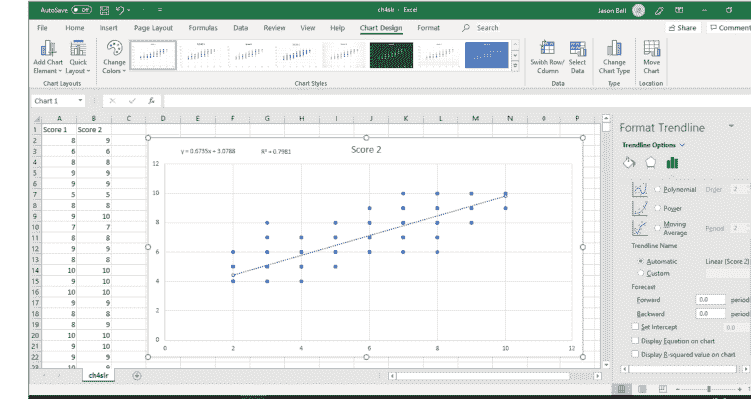 AutoSave Off ch4slr - Excel Jason Bell
File Home Insert Page Layout Formulas Data Review View Help Chart Design Format Search Share Comment
Add Chart Quick Change Switch Row/ Select Change Move
Element Layout Colors Column Data Chart Type Chart
Chart Layouts Chart Styles Data Type Location
Chart 1 fx
A B C D E F G H I J K L M N O P
1 Score 1 Score 2
2 8 9
3 6 6
4 8 8
5 9 9
6 9 9
7 5 5
8 8 8
9 9 10
10 7 7
11 8 8
12 9 9
13 8 8
14 10 10
15 9 10
16 10 10
17 9 9
18 8 8
19 8 9
20 10 10
21 9 10
22 9 9
23 10
y = 0.6735x + 3.0788 R² = 0.7981 Score 2
12
10
8
6
4
2
0
0 2 4 6 8 10 12
Format Trendline
Trendline Options
Polynomial Order 2
Power
Moving Average Period 2
Trendline Name
Automatic Linear (Score 2)
Custom
Forecast
Forward 0.0 period
Backward 0.0 period
Set Intercept 0.0
Display Equation on chart
Display R-squared value on chart
ch4slr